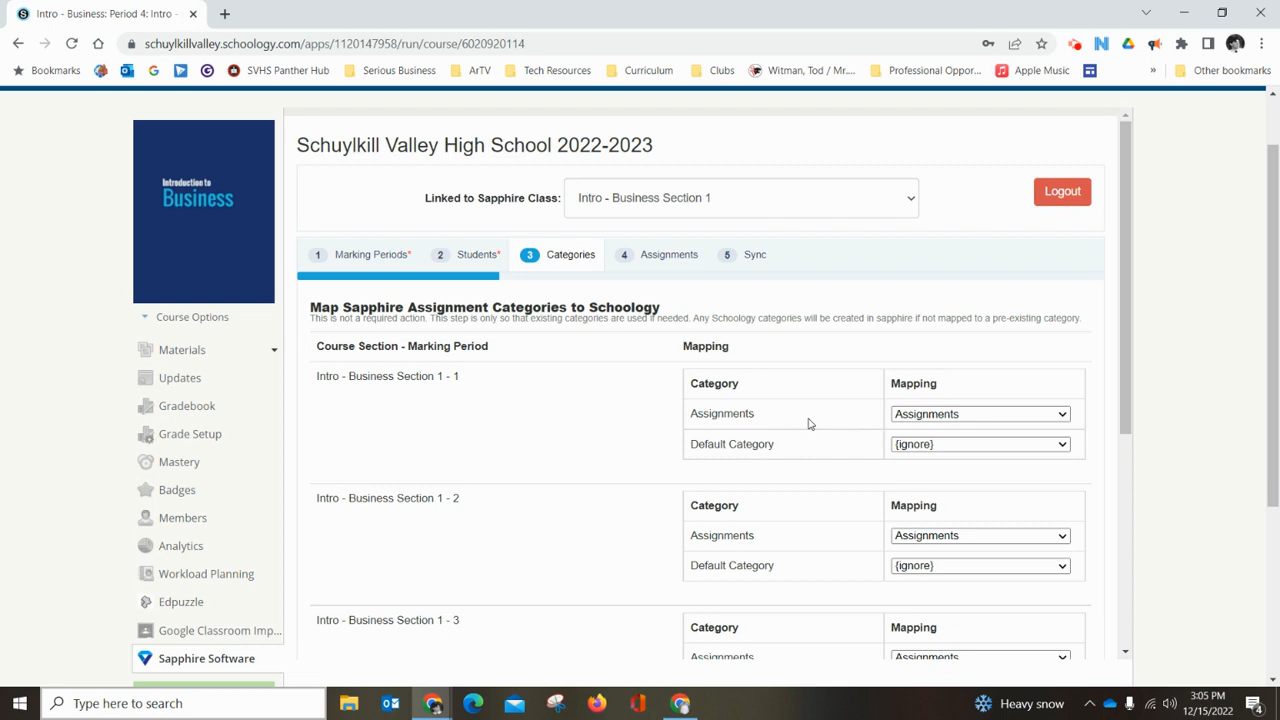 Intro - Business: Period 4: Intro -
schuylkillvalley.schoology.com/apps/1120147958/run/course/6020920114
Bookmarks
SVHS Panther Hub
Serious Business
ArTV
Tech Resources
Curriculum
Clubs
Witman, Tod / Mr....
Professional Oppor...
Apple Music
Other bookmarks
Introduction to
Business
Course Options
Materials
Updates
Gradebook
Grade Setup
Mastery
Badges
Members
Analytics
Workload Planning
Edpuzzle
Google Classroom Imp...
Sapphire Software
Schuylkill Valley High School 2022-2023
Linked to Sapphire Class:
Intro - Business Section 1
Logout
1 Marking Periods*
2 Students*
3 Categories
4 Assignments
5 Sync
Map Sapphire Assignment Categories to Schoology
This is not a required action. This step is only so that existing categories are used if needed. Any Schoology categories will be created in sapphire if not mapped to a pre-existing category.
Course Section - Marking Period
Mapping
Intro - Business Section 1 - 1
Category
Mapping
Assignments
Assignments
Default Category
{ignore}
Intro - Business Section 1 - 2
Category
Mapping
Assignments
Assignments
Default Category
{ignore}
Intro - Business Section 1 - 3
Category
Mapping
Assignments
Assignments
Type here to search
Heavy snow
3:05 PM
12/15/2022
4